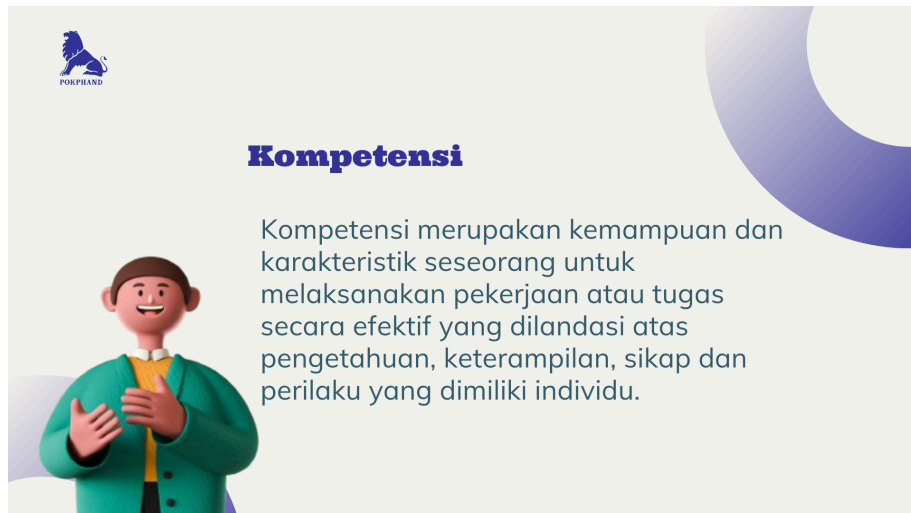 POKPHAND
Kompetensi
Kompetensi merupakan kemampuan dan
karakteristik seseorang untuk
melaksanakan pekerjaan atau tugas
secara efektif yang dilandasi atas
pengetahuan, keterampilan, sikap dan
perilaku yang dimiliki individu.